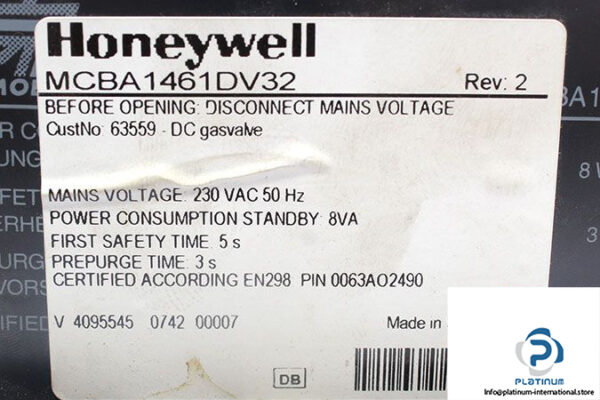 Honeywell
MCBA1461DV32 Rev: 2
BEFORE OPENING: DISCONNECT MAINS VOLTAGE
CustNo: 63559 - DC gasvalve
MAINS VOLTAGE: 230 VAC 50 Hz
POWER CONSUMPTION STANDBY: 8VA
FIRST SAFETY TIME: 5 s
PREPURGE TIME: 3 s
CERTIFIED ACCORDING EN298 PIN 0063AO2490
V 4095545 0742 00007
Made in
DB
PLATINUM
www.platinum-international.store